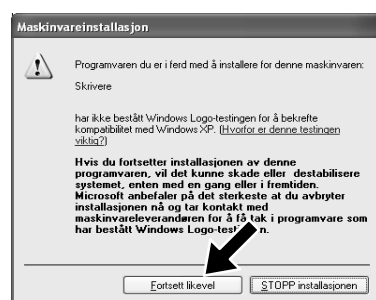 Maskinvareinstallasjon
Programvaren du er i ferd med å installere for denne maskinvaren:
Skrivere
har ikke bestått Windows Logo-testingen for å bekrefte
kompatibilitet med Windows XP. (Hvorfor er denne testingen
viktig?)
Hvis du fortsetter installasjonen av denne
programvaren, vil det kunne skade eller destabilisere
systemet, enten med en gang eller i fremtiden.
Microsoft anbefaler på det sterkeste at du avbryter
installasjonen nå og tar kontakt med
maskinvareleverandøren for å få tak i programvare som
har bestått Windows Logo-testingen.
Fortsett likevel
STOPP installasjonen